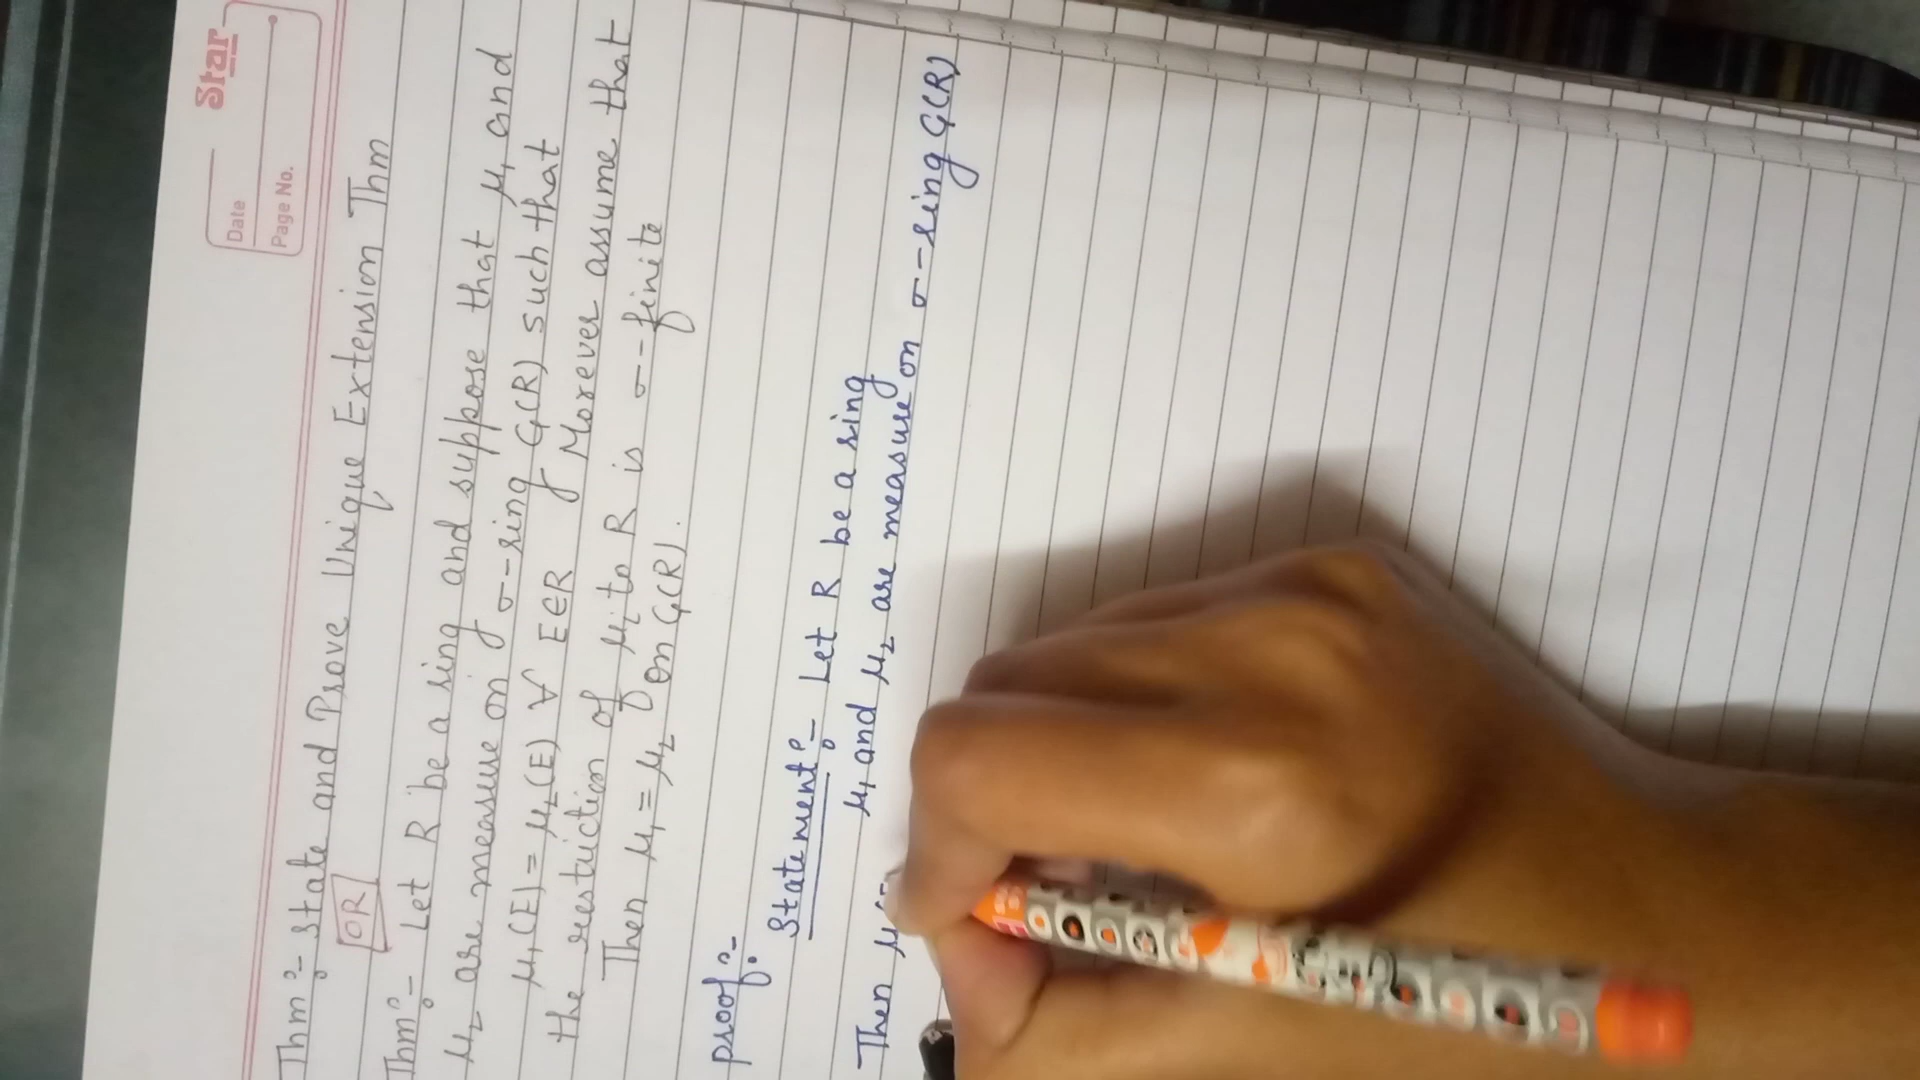 Star
Date
Page No.
Thm:- State and Prove Unique Extension Thm
OR
Thm:- Let R be a ring and suppose that μ₁ and
μ₂ are measure on σ-ring G(R) such that
μ₁(E) = μ₂(E) ∀ E∈R & Morever assume that
the restriction of μ₂ to R is σ-finite
Then μ₁ = μ₂ on G(R).
proof:-
Statement:- Let R be a ring
μ₁ and μ₂ are measure on σ-ring G(R)
Then μ